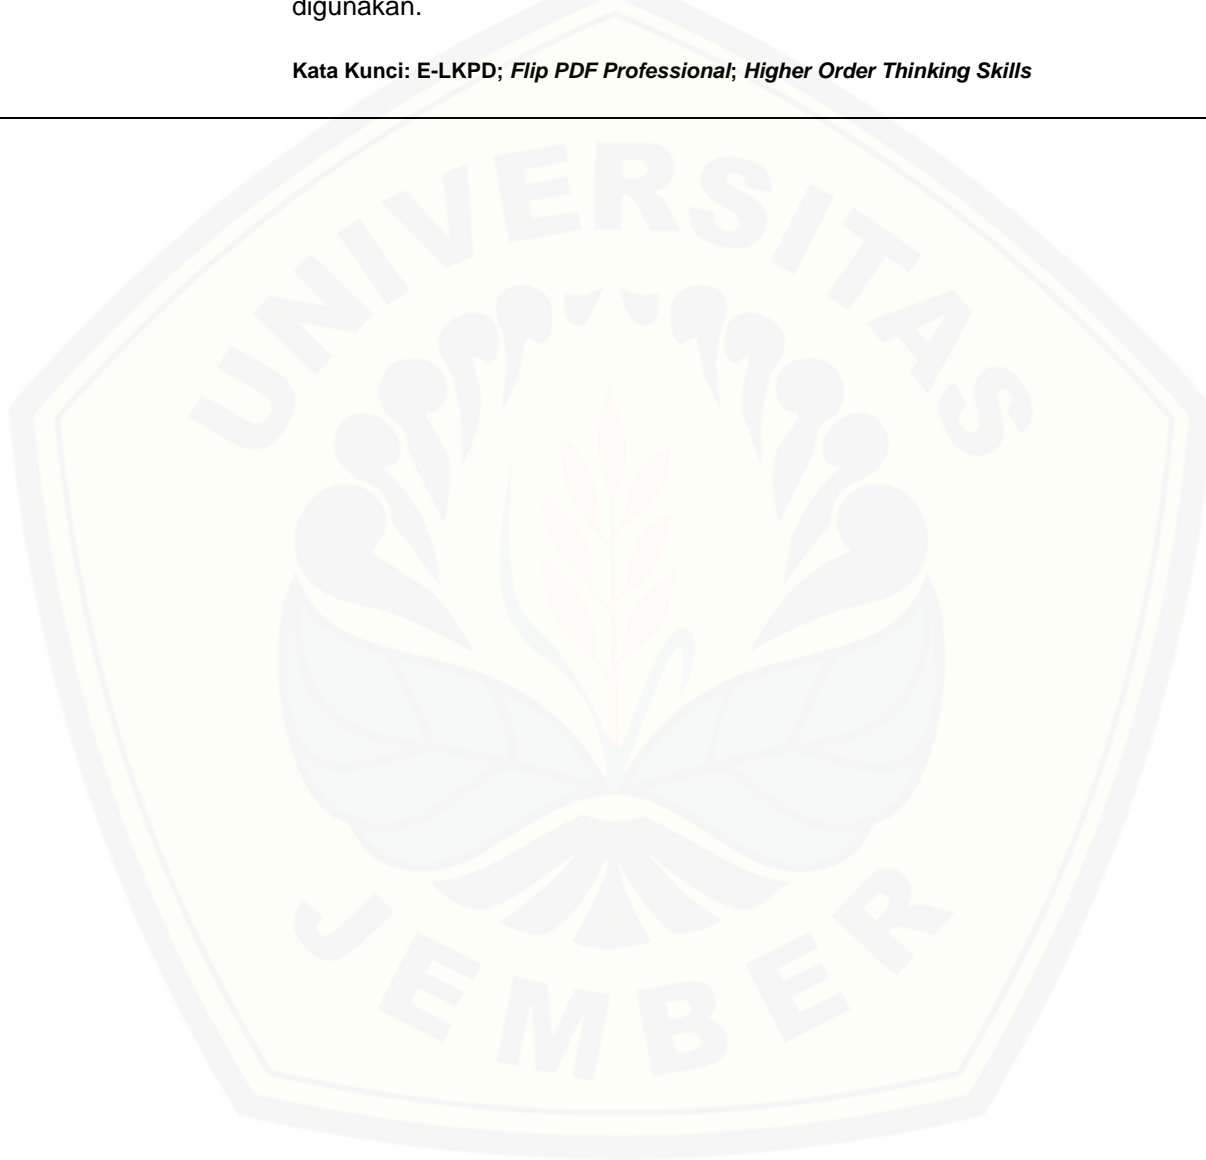 digunakan.
Kata Kunci: E-LKPD; Flip PDF Professional; Higher Order Thinking Skills
UNIVERSITAS
JEMBER